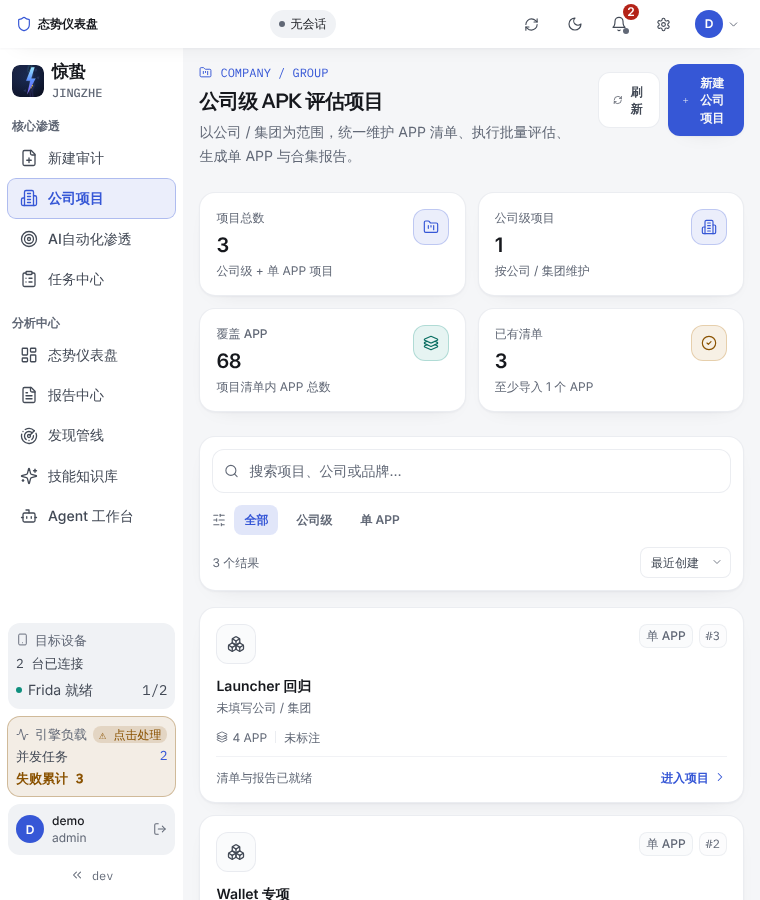 态势仪表盘
无会话
2
D
惊蛰
JINGZHE
核心渗透
新建审计
公司项目
AI自动化渗透
任务中心
分析中心
态势仪表盘
报告中心
发现管线
技能知识库
Agent 工作台
目标设备
2 台已连接
Frida 就绪 1/2
引擎负载 ⚠ 点击处理
并发任务 2
失败累计 3
D
demo
admin
dev
COMPANY / GROUP
公司级 APK 评估项目
以公司 / 集团为范围，统一维护 APP 清单、执行批量评估、
生成单 APP 与合集报告。
刷
新
+ 新建
公司
项目
项目总数
3
公司级 + 单 APP 项目
公司级项目
1
按公司 / 集团维护
覆盖 APP
68
项目清单内 APP 总数
已有清单
3
至少导入 1 个 APP
搜索项目、公司或品牌...
全部 公司级 单 APP
3 个结果
最近创建
单 APP #3
Launcher 回归
未填写公司 / 集团
4 APP 未标注
清单与报告已就绪
进入项目
单 APP #2
Wallet 专项